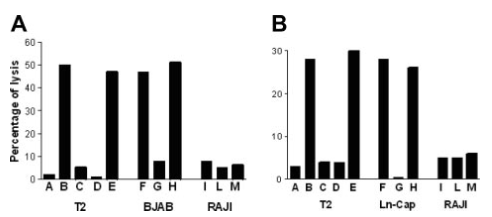 A
Percentage of lysis
60
50
40
30
20
10
0
A B C D E F G H I L M
T2 BJAB RAJI
B
30
20
10
0
A B C D E F G H I L M
T2 Ln-Cap RAJI